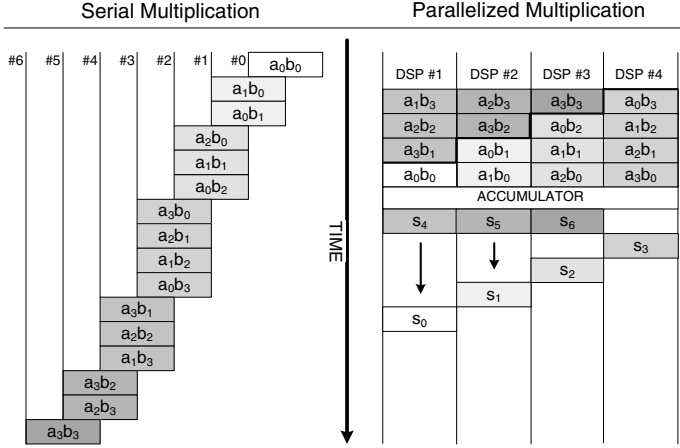 Serial Multiplication
#6 #5 #4 #3 #2 #1 #0
a₀b₀
a₁b₀
a₀b₁
a₂b₀
a₁b₁
a₀b₂
a₃b₀
a₂b₁
a₁b₂
a₀b₃
a₃b₁
a₂b₂
a₁b₃
a₃b₂
a₂b₃
a₃b₃
TIME
Parallelized Multiplication
DSP #1 DSP #2 DSP #3 DSP #4
a₁b₃ a₂b₃ a₃b₃ a₀b₃
a₂b₂ a₃b₂ a₀b₂ a₁b₂
a₃b₁ a₀b₁ a₁b₁ a₂b₁
a₀b₀ a₁b₀ a₂b₀ a₃b₀
ACCUMULATOR
s₄ s₅ s₆
s₃
s₂
s₁
s₀